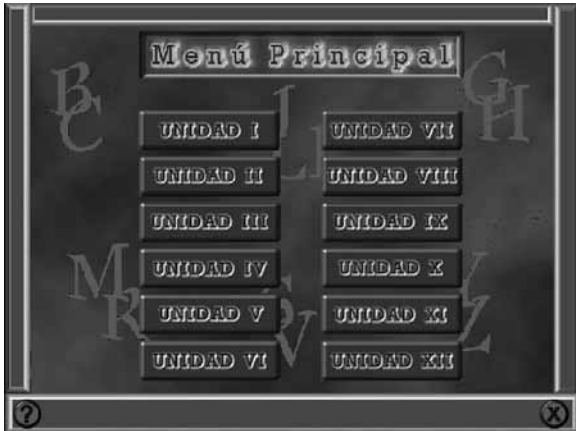 Menú Principal
UNIDAD I
UNIDAD II
UNIDAD III
UNIDAD IV
UNIDAD V
UNIDAD VI
UNIDAD VII
UNIDAD VIII
UNIDAD IX
UNIDAD X
UNIDAD XI
UNIDAD XII
B
C
G
H
M
R
V
Z
?
X